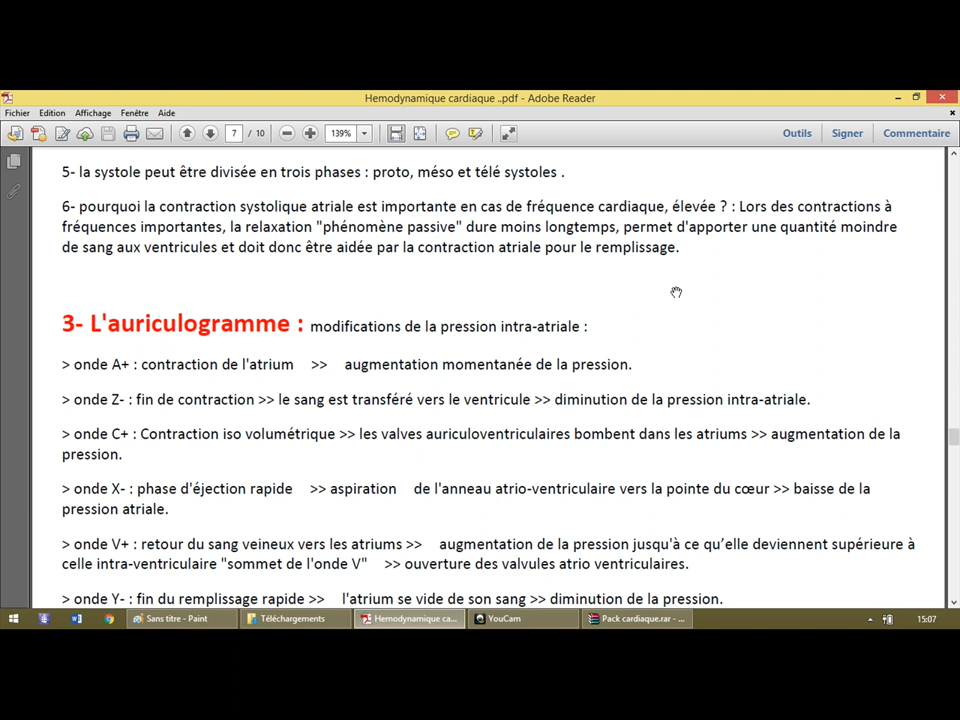 Hemodynamique cardiaque ..pdf - Adobe Reader
Fichier Edition Affichage Fenêtre Aide
7 / 10 139% Outils Signer Commentaire
5- la systole peut être divisée en trois phases : proto, méso et télé systoles .
6- pourquoi la contraction systolique atriale est importante en cas de fréquence cardiaque, élevée ? : Lors des contractions à
fréquences importantes, la relaxation "phénomène passive" dure moins longtemps, permet d'apporter une quantité moindre
de sang aux ventricules et doit donc être aidée par la contraction atriale pour le remplissage.
3- L'auriculogramme : modifications de la pression intra-atriale :
> onde A+ : contraction de l'atrium >> augmentation momentanée de la pression.
> onde Z- : fin de contraction >> le sang est transféré vers le ventricule >> diminution de la pression intra-atriale.
> onde C+ : Contraction iso volumétrique >> les valves auriculoventriculaires bombent dans les atriums >> augmentation de la
pression.
> onde X- : phase d'éjection rapide >> aspiration de l'anneau atrio-ventriculaire vers la pointe du cœur >> baisse de la
pression atriale.
> onde V+ : retour du sang veineux vers les atriums >> augmentation de la pression jusqu'à ce qu’elle deviennent supérieure à
celle intra-ventriculaire "sommet de l'onde V" >> ouverture des valvules atrio ventriculaires.
> onde Y- : fin du remplissage rapide >> l'atrium se vide de son sang >> diminution de la pression.
Sans titre - Paint Téléchargements Hemodynamique ca... YouCam Pack cardiaque.rar - ... 15:07